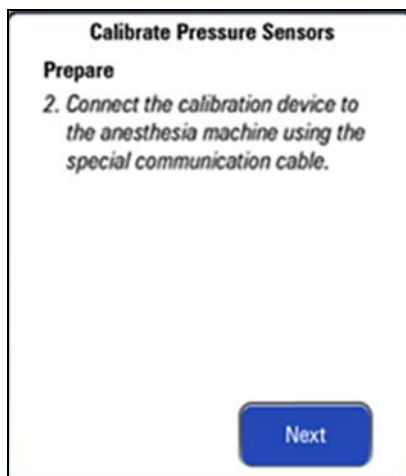 Calibrate Pressure Sensors
Prepare
2. Connect the calibration device to
the anesthesia machine using the
special communication cable.
Next